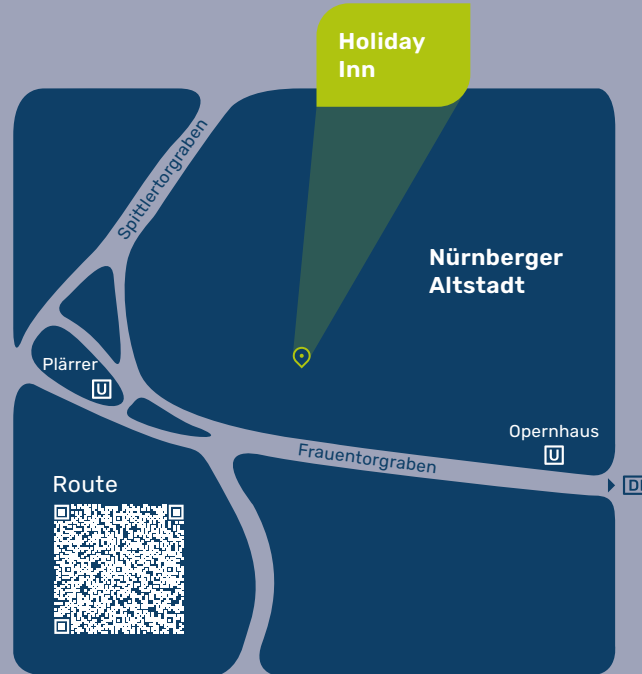 Holiday
Inn
Spittlertorgraben
Nürnberger
Altstadt
Plärrer
U
Opernhaus
U
Frauentorgraben
Route